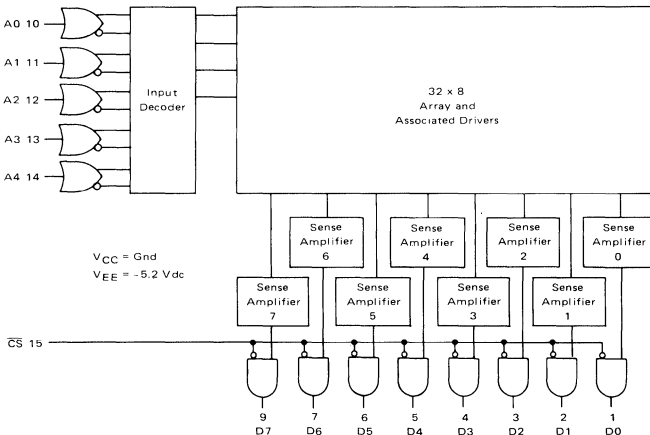 A0 10
A1 11
A2 12
A3 13
A4 14
Input
Decoder
32 x 8
Array and
Associated Drivers
VCC = Gnd
VEE = -5.2 Vdc
Sense
Amplifier
6
Sense
Amplifier
4
Sense
Amplifier
2
Sense
Amplifier
0
Sense
Amplifier
7
Sense
Amplifier
5
Sense
Amplifier
3
Sense
Amplifier
1
CS 15
9 7 6 5 4 3 2 1
D7 D6 D5 D4 D3 D2 D1 D0